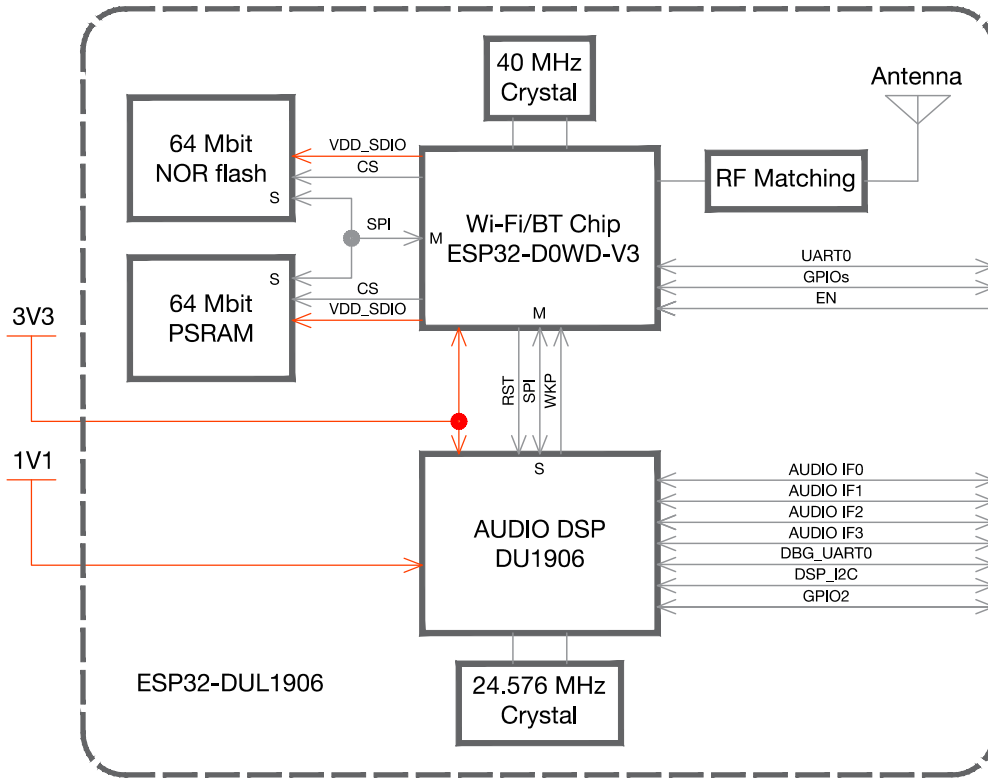 40 MHz
Crystal
Antenna
64 Mbit
NOR flash
S
VDD_SDIO
CS
SPI
Wi-Fi/BT Chip
ESP32-D0WD-V3
M
M
RF Matching
UART0
GPIOs
EN
S
64 Mbit
PSRAM
CS
VDD_SDIO
3V3
RST
SPI
WKP
1V1
S
AUDIO DSP
DU1906
AUDIO IF0
AUDIO IF1
AUDIO IF2
AUDIO IF3
DBG_UART0
DSP_I2C
GPIO2
ESP32-DUL1906
24.576 MHz
Crystal